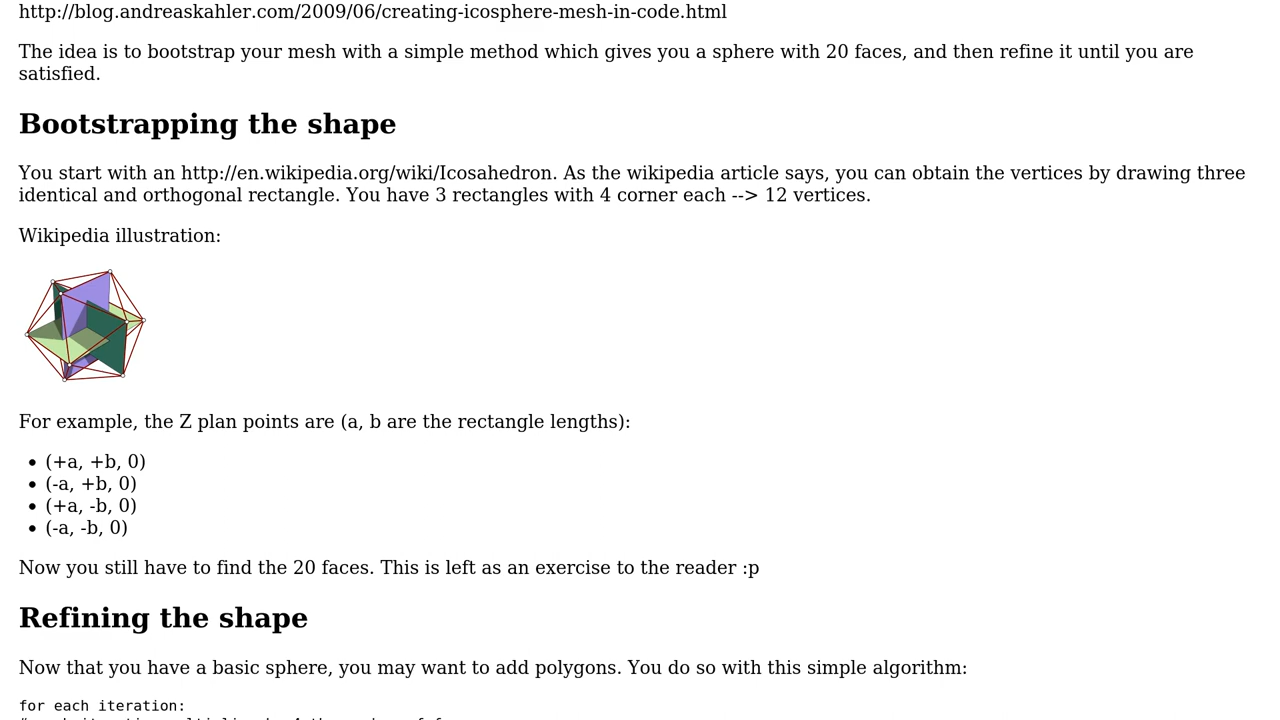 http://blog.andreaskahler.com/2009/06/creating-icosphere-mesh-in-code.html
The idea is to bootstrap your mesh with a simple method which gives you a sphere with 20 faces, and then refine it until you are
satisfied.
Bootstrapping the shape
You start with an http://en.wikipedia.org/wiki/Icosahedron. As the wikipedia article says, you can obtain the vertices by drawing three
identical and orthogonal rectangle. You have 3 rectangles with 4 corner each --> 12 vertices.
Wikipedia illustration:
For example, the Z plan points are (a, b are the rectangle lengths):
• (+a, +b, 0)
• (-a, +b, 0)
• (+a, -b, 0)
• (-a, -b, 0)
Now you still have to find the 20 faces. This is left as an exercise to the reader :p
Refining the shape
Now that you have a basic sphere, you may want to add polygons. You do so with this simple algorithm:
for each iteration: